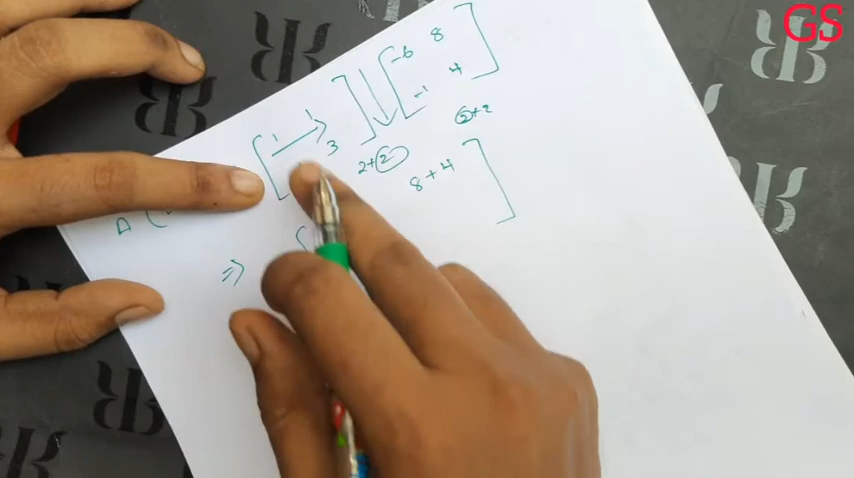 GS
[ 1 1
3 ] [ -6 8
-1 4 ]
2+2 2+2
8+4 ]
A (
⇒ (